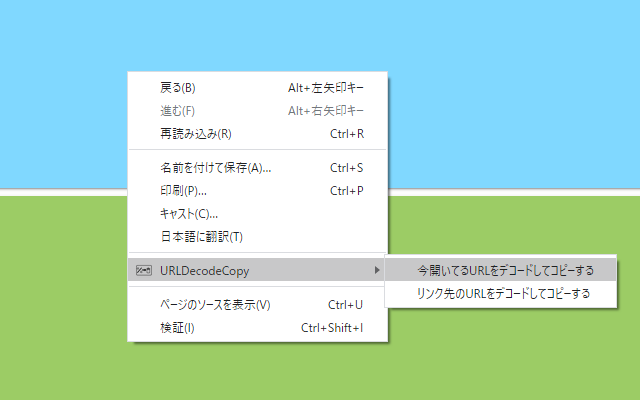 戻る(B) Alt+左矢印キー
進む(F) Alt+右矢印キー
再読み込み(R) Ctrl+R
名前を付けて保存(A)... Ctrl+S
印刷(P)... Ctrl+P
キャスト(C)...
日本語に翻訳(T)
URLDecodeCopy
今開いてるURLをデコードしてコピーする
リンク先のURLをデコードしてコピーする
ページのソースを表示(V) Ctrl+U
検証(I) Ctrl+Shift+I